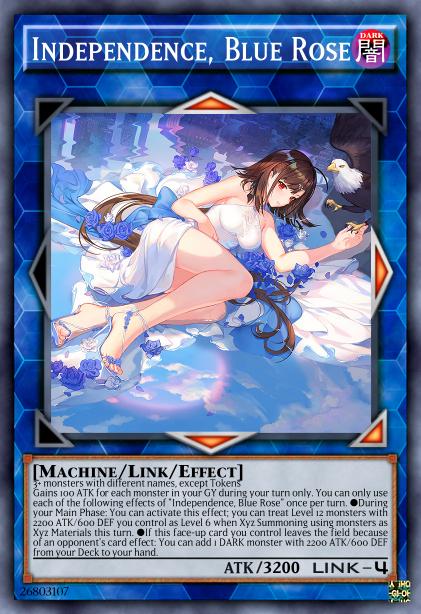 INDEPENDENCE, BLUE ROSE
DARK
闇
[MACHINE/LINK/EFFECT]
3+ monsters with different names, except Tokens
Gains 100 ATK for each monster in your GY during your turn only. You can only use
each of the following effects of "Independence, Blue Rose" once per turn. ●During
your Main Phase: You can activate this effect; you can treat Level 12 monsters with
2200 ATK/600 DEF you control as Level 6 when Xyz Summoning using monsters as
Xyz Materials this turn. ●If this face-up card you control leaves the field because
of an opponent's card effect: You can add 1 DARK monster with 2200 ATK/600 DEF
from your Deck to your hand.
ATK/3200 LINK-4
26803107